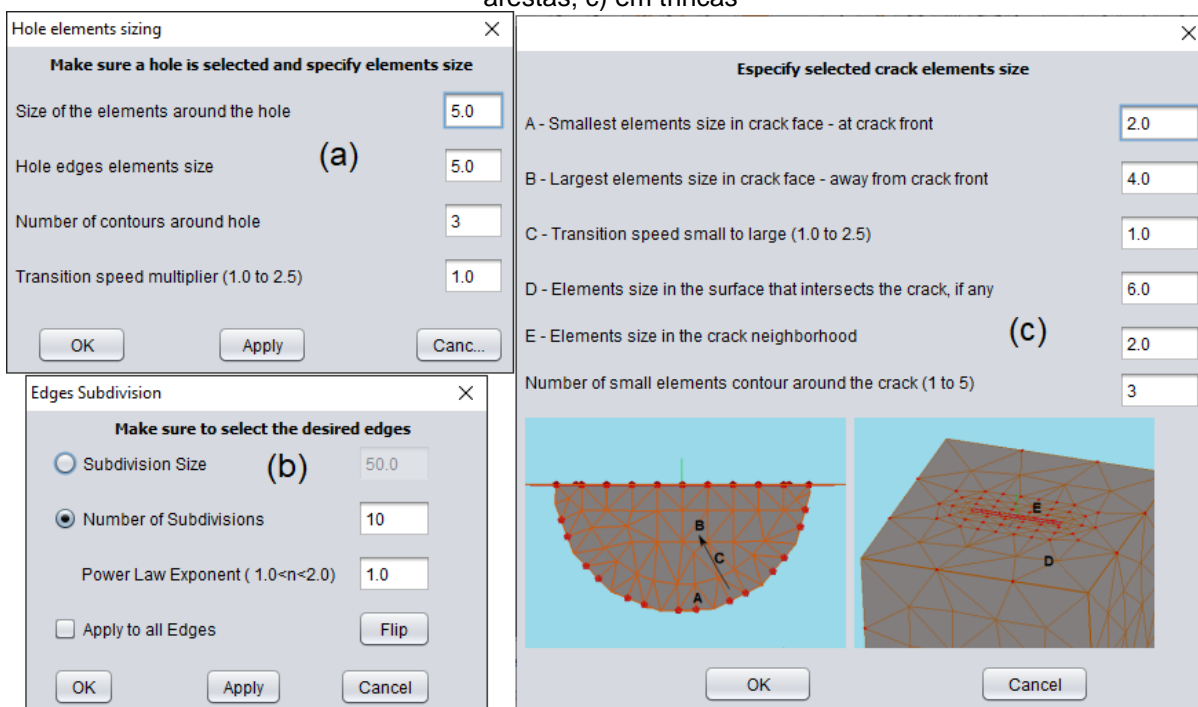 arestas, c) em trincas
Hole elements sizing
Make sure a hole is selected and specify elements size
Size of the elements around the hole 5.0
Hole edges elements size 5.0
(a)
Number of contours around hole 3
Transition speed multiplier (1.0 to 2.5) 1.0
OK Apply Canc...
Edges Subdivision
Make sure to select the desired edges
Subdivision Size 50.0
(b)
Number of Subdivisions 10
Power Law Exponent ( 1.0<n<2.0) 1.0
Apply to all Edges Flip
OK Apply Cancel
Especify selected crack elements size
A - Smallest elements size in crack face - at crack front 2.0
B - Largest elements size in crack face - away from crack front 4.0
C - Transition speed small to large (1.0 to 2.5) 1.0
D - Elements size in the surface that intersects the crack, if any 6.0
E - Elements size in the crack neighborhood 2.0
(c)
Number of small elements contour around the crack (1 to 5) 3
B
C
A
E
D
OK Cancel